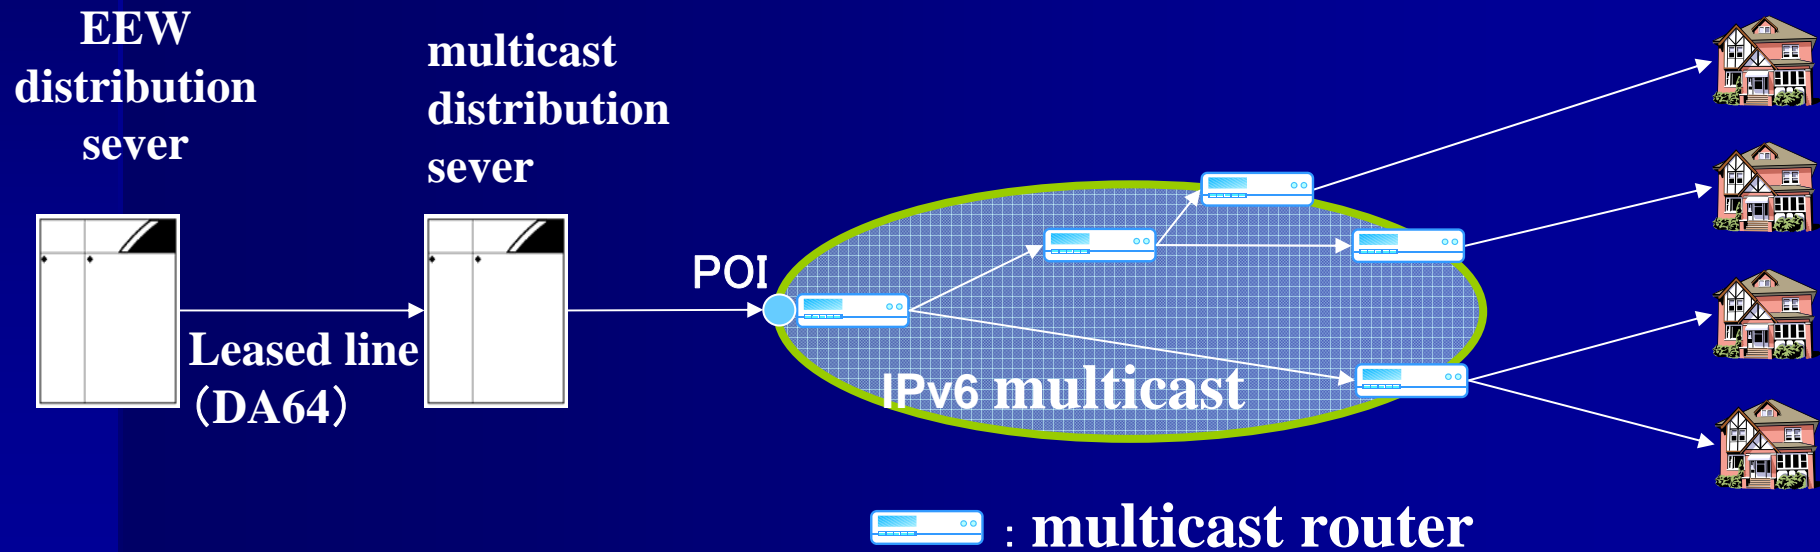 EEW
distribution
sever
multicast
distribution
sever
Leased line
（DA64）
POI
IPv6 multicast
: multicast router